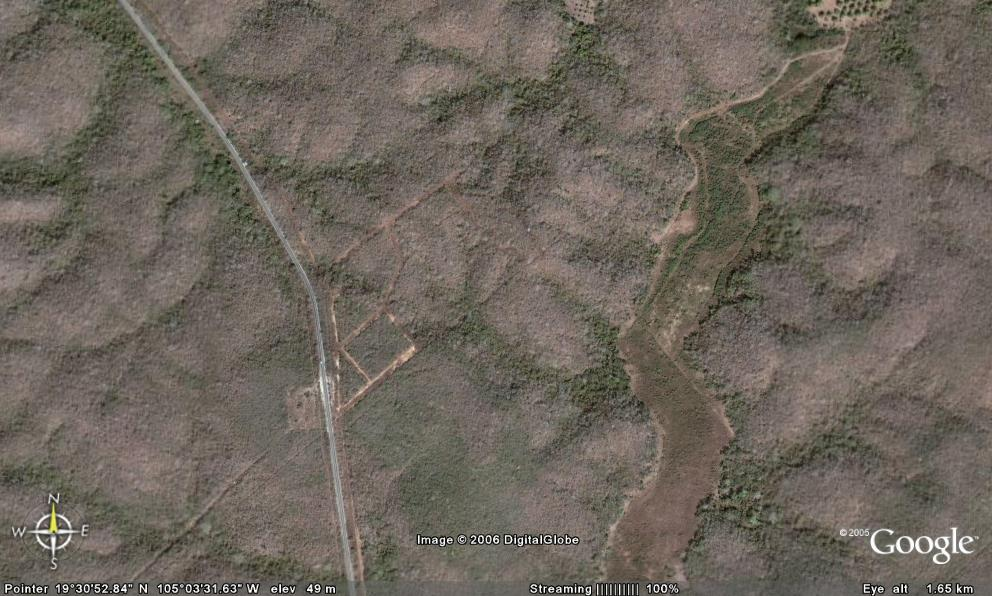 N
W E
S
Image © 2006 DigitalGlobe
© 2005 Google™
Pointer 19°30'52.84" N 105°03'31.63" W elev 49 m Streaming |||||||||| 100% Eye alt 1.65 km